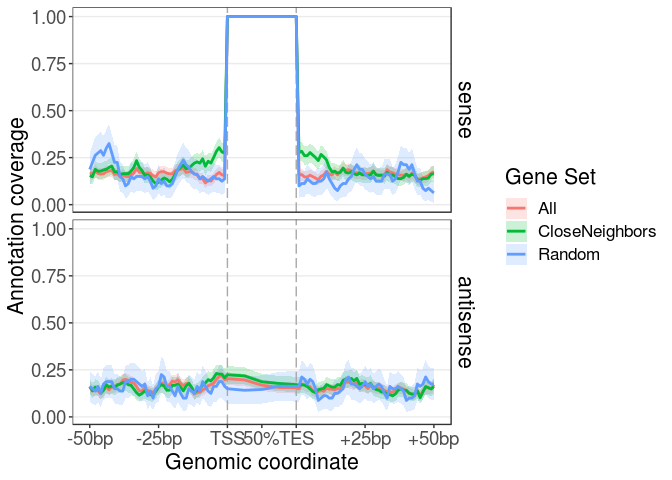 1.00
0.75
0.50
0.25
0.00
sense
1.00
0.75
0.50
0.25
0.00
antisense
Annotation coverage
-50bp -25bp TSS 50% TES +25bp +50bp
Genomic coordinate
Gene Set
All
CloseNeighbors
Random